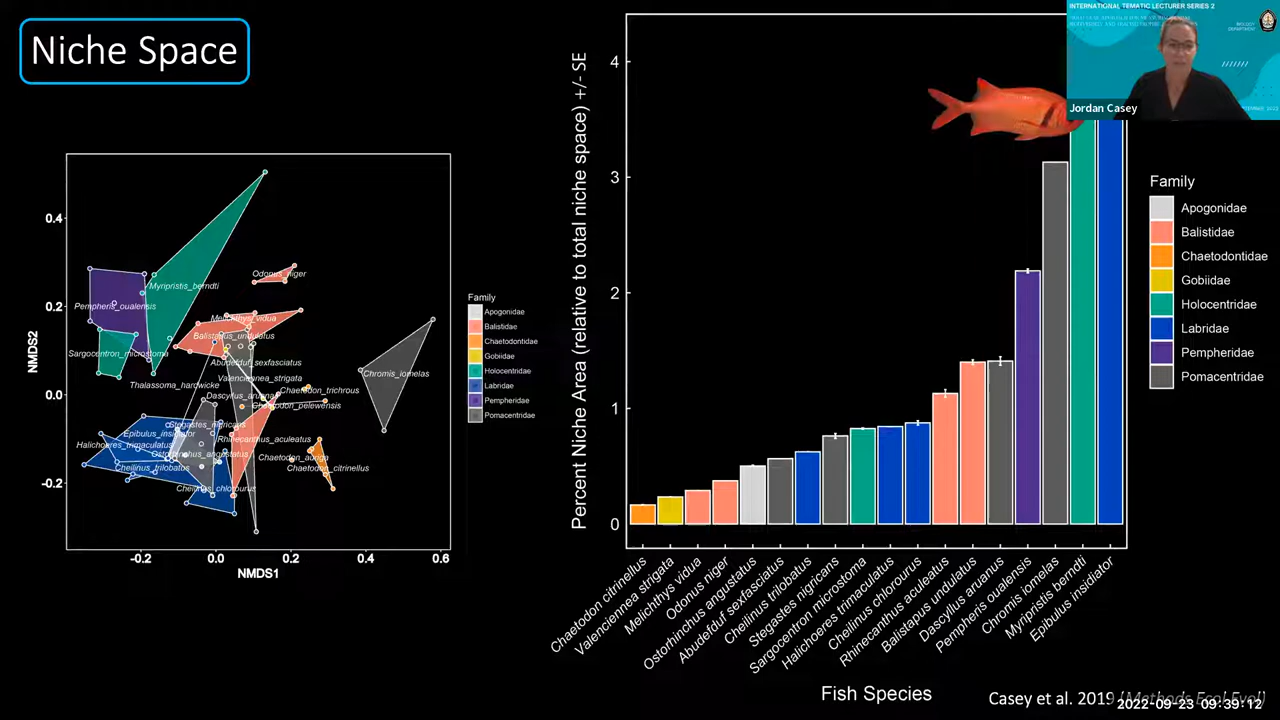 Niche Space
INTERNATIONAL TEMATIC LECTURER SERIES 2
Jordan Casey
NMDS2
0.4
0.2
0.0
-0.2
-0.2
0.0
0.2
0.4
0.6
NMDS1
Odonus_niger
Myripristis_berndti
Pempheris_oualensis
Melichthys_vidua
Balistapus_undulatus
Sargocentron_microstoma
Abudefduf_sexfasciatus
Chromis_iomelas
Valenciennea_strigata
Thalassoma_hardwicke
Chaetodon_trichrous
Dascyllus_aruanus
Chaetodon_pelewensis
Stegastes_nigricans
Epibulus_insidiator
Rhinecanthus_aculeatus
Halichoeres_trimaculatus
Ostorhinchus_angustatus
Chaetodon_auriga
Cheilinus_trilobatus
Chaetodon_citrinellus
Cheilinus_chlorourus
Family
Apogonidae
Balistidae
Chaetodontidae
Gobiidae
Holocentridae
Labridae
Pempheridae
Pomacentridae
Percent Niche Area (relative to total niche space) +/- SE
4
3
2
1
0
Chaetodon citrinellus
Valenciennea strigata
Melichthys vidua
Odonus niger
Ostorhinchus angustatus
Abudefduf sexfasciatus
Cheilinus trilobatus
Stegastes nigricans
Sargocentron microstoma
Halichoeres trimaculatus
Cheilinus chlorourus
Rhinecanthus aculeatus
Balistapus undulatus
Dascyllus aruanus
Pempheris oualensis
Chromis iomelas
Myripristis berndti
Epibulus insidiator
Fish Species
Family
Apogonidae
Balistidae
Chaetodontidae
Gobiidae
Holocentridae
Labridae
Pempheridae
Pomacentridae
Casey et al. 2019 (Methods Ecol Evol)
2022-09-23 09:39:12